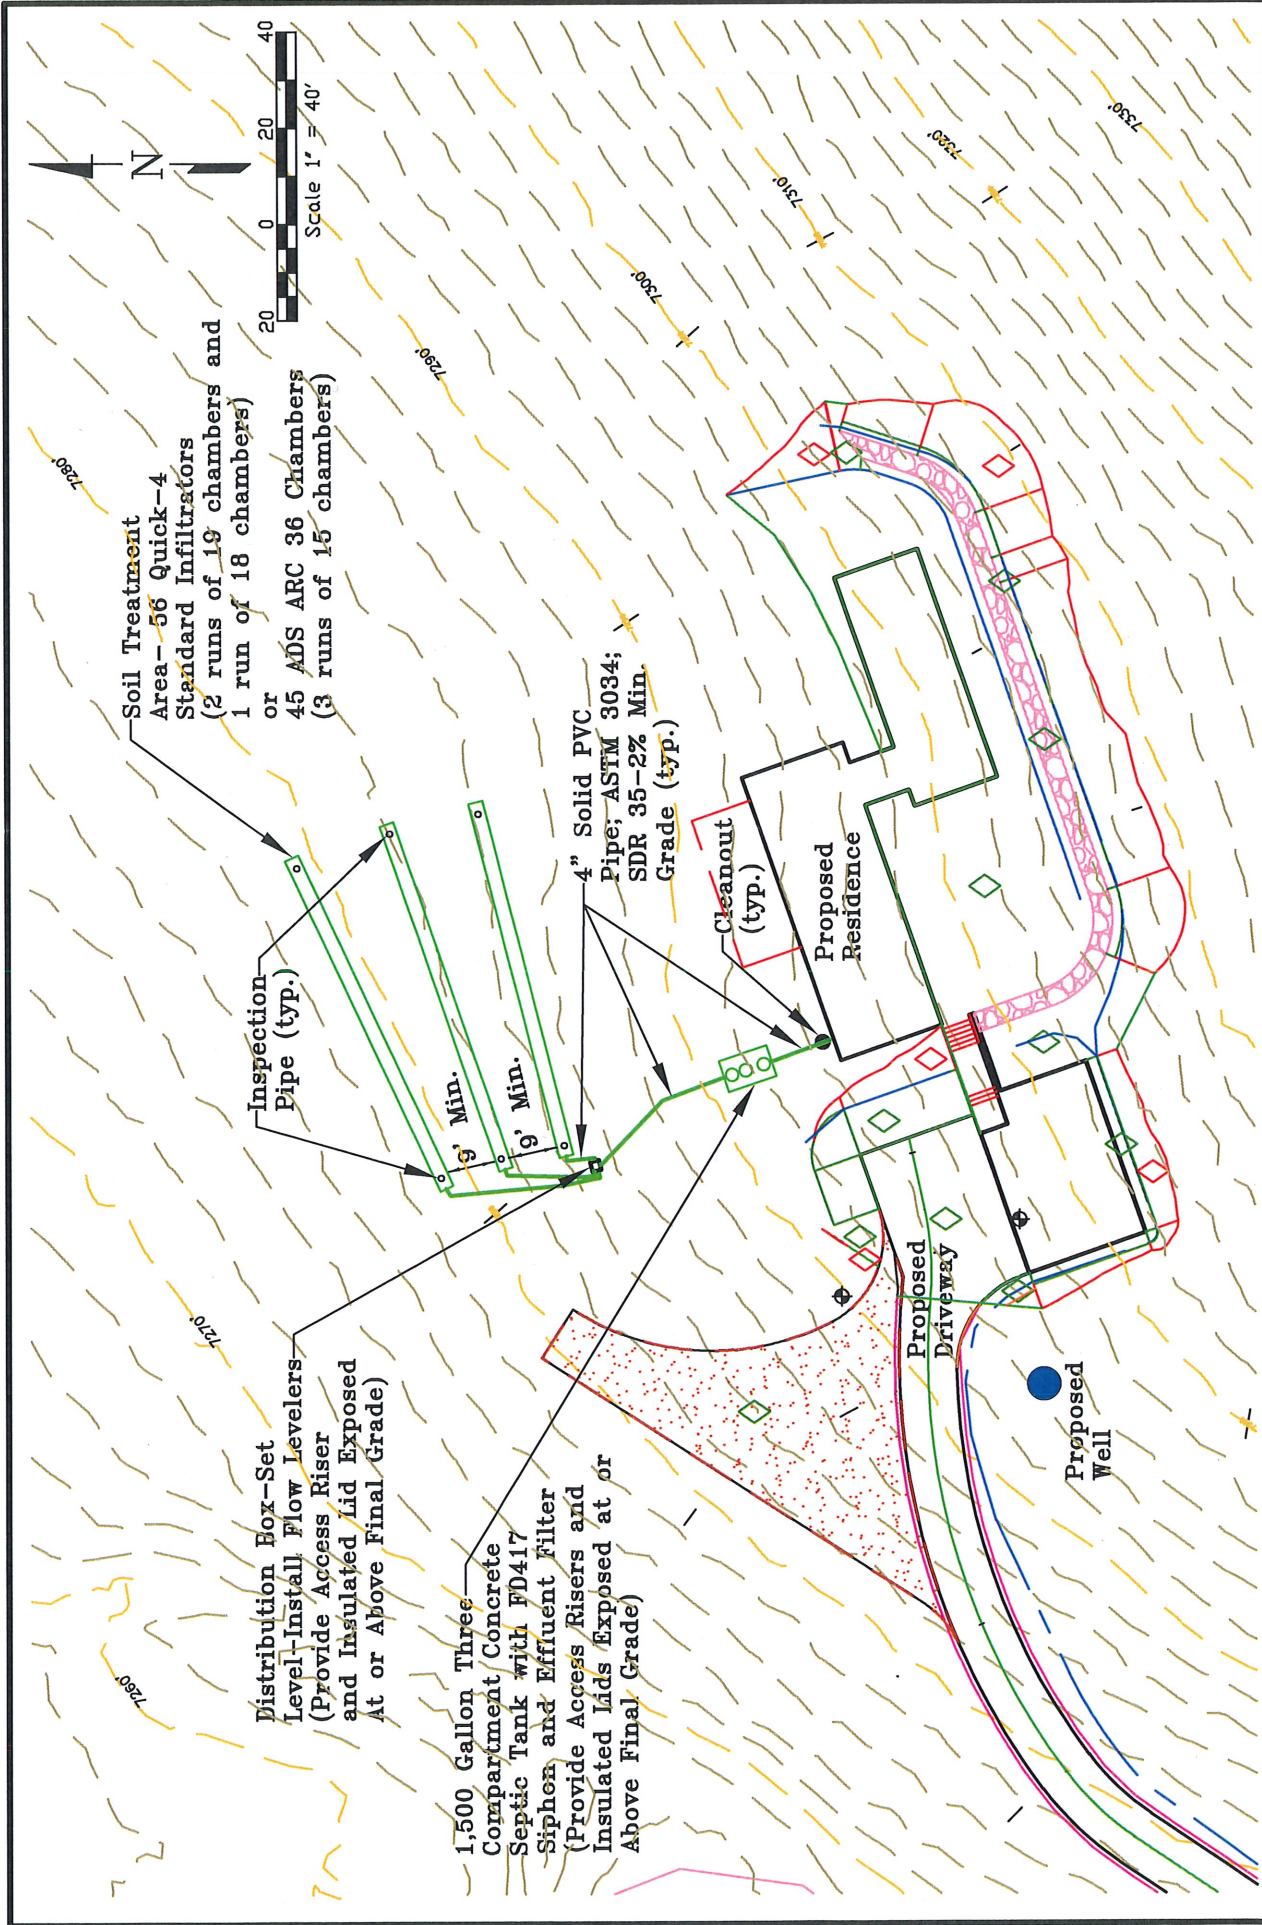 Soil Treatment
Area- 56 Quick-4
Standard Infiltrators
(2 runs of 19 chambers and
1 run of 18 chambers)
or
45 ADS ARC 36 Chambers
(3 runs of 15 chambers)
N
20
0
20
40
Scale 1" = 40'
Inspection
Pipe (typ.)
9' Min.
9' Min.
Distribution Box-Set
Level-Install Flow Levelers
(Provide Access Riser
and Insulated Lid Exposed
At or Above Final Grade)
1,500 Gallon Three
Compartment Concrete
Septic Tank with FD417
Siphon and Effluent Filter
(Provide Access Risers and
Insulated Lids Exposed at or
Above Final Grade)
4" Solid PVC
Pipe; ASTM 3034;
SDR 35-2% Min.
Grade (typ.)
Cleanout
(typ.)
Proposed
Residence
Proposed
Driveway
Proposed
Well
7260'
7270'
7280'
7290'
7300'
7310'
7320'
7330'